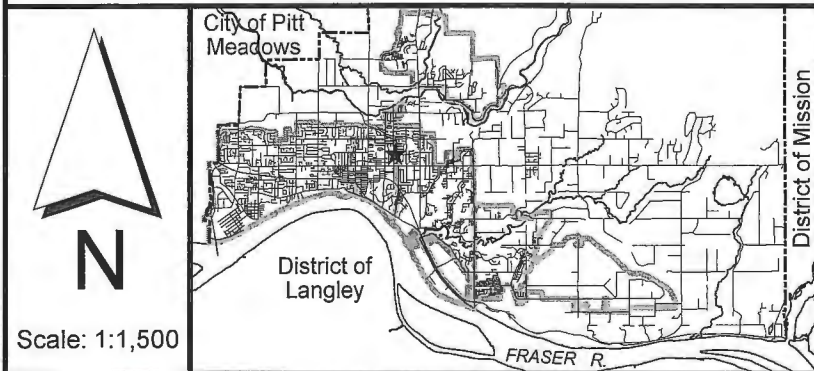 City of Pitt
Meadows
District of Mission
District of
Langley
FRASER R.
N
Scale: 1:1,500